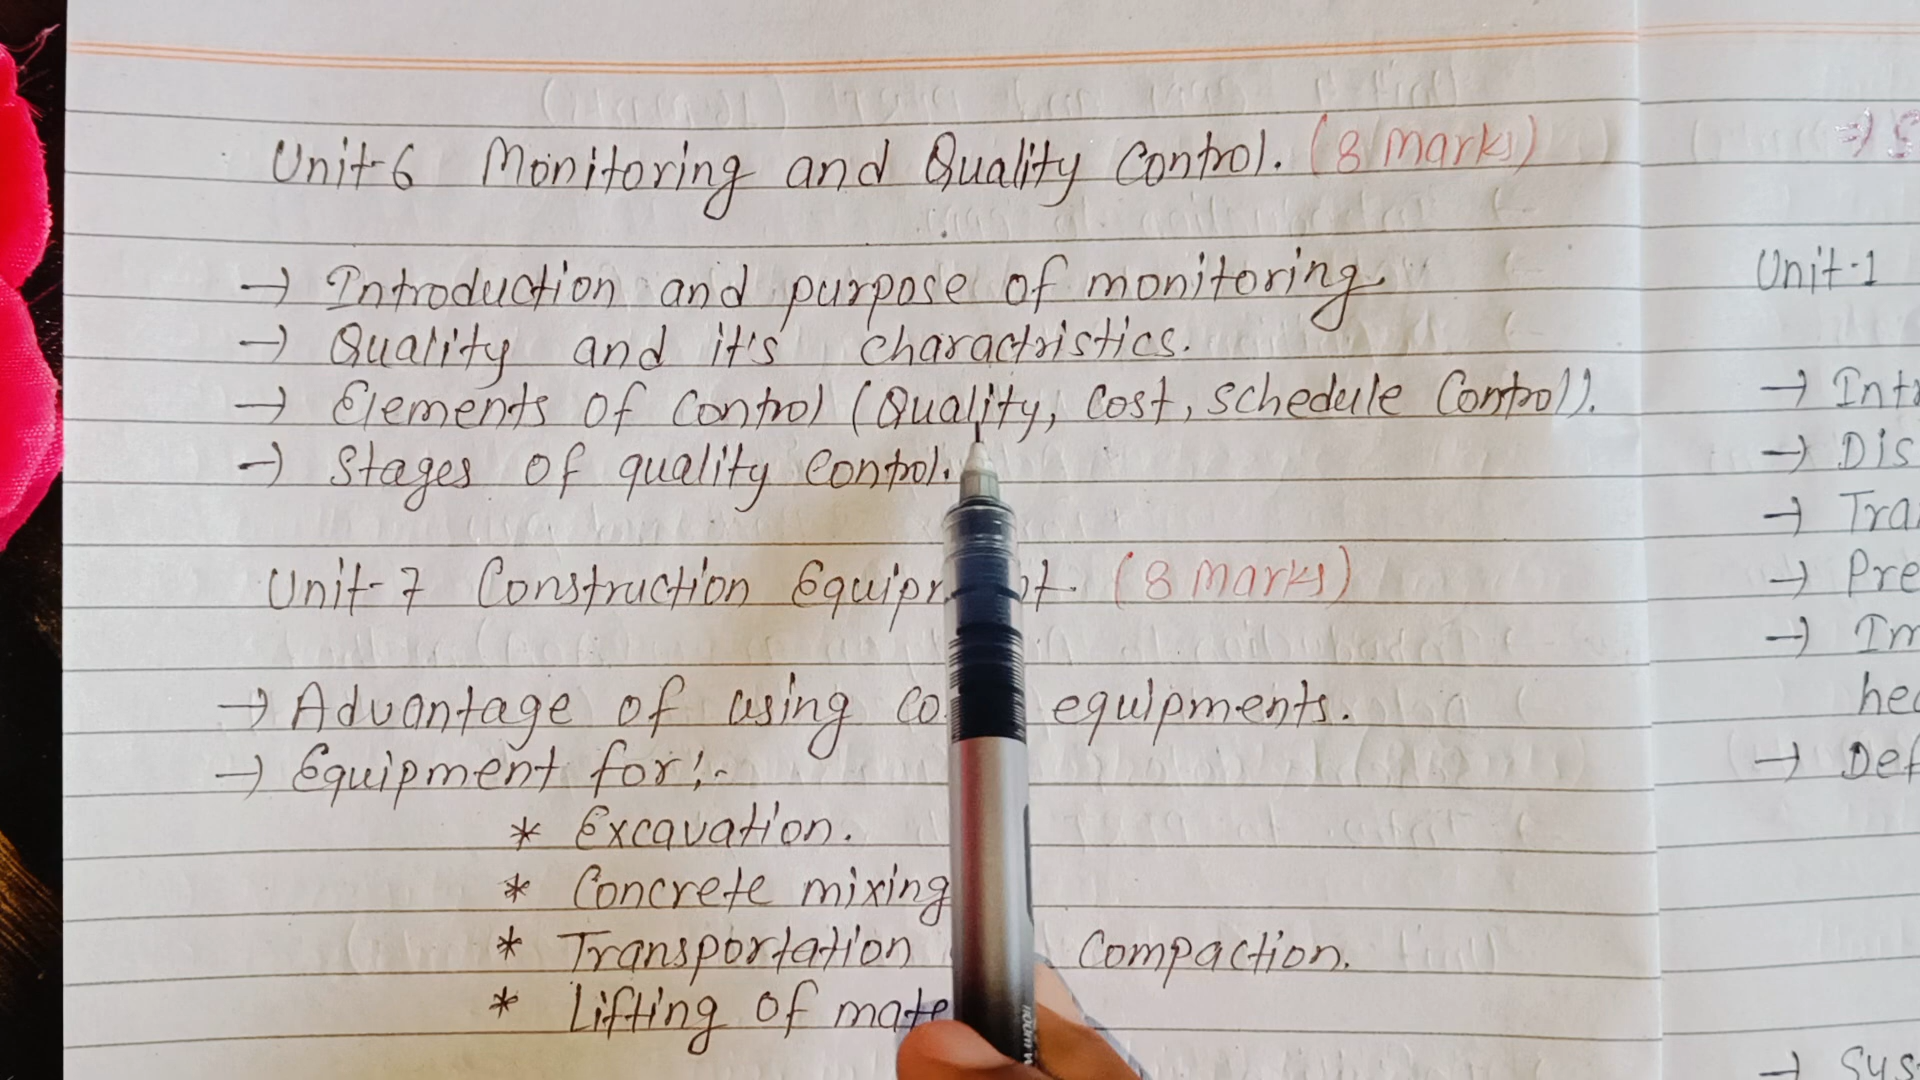 Unit-6 Monitoring and Quality Control. (8 marks)
→ Introduction and purpose of monitoring.
→ Quality and it's charactristics.
→ Elements of control (Quality, Cost, Schedule Control).
→ Stages of quality control.
Unit-7 Construction (8 marks)
→ Advantage of using equipments.
→ Equipment for:-
* Excavation.
* Concrete mixing
* Transportation Compaction.
* Lifting of
Unit-1
→
→
→
→
→
→
→